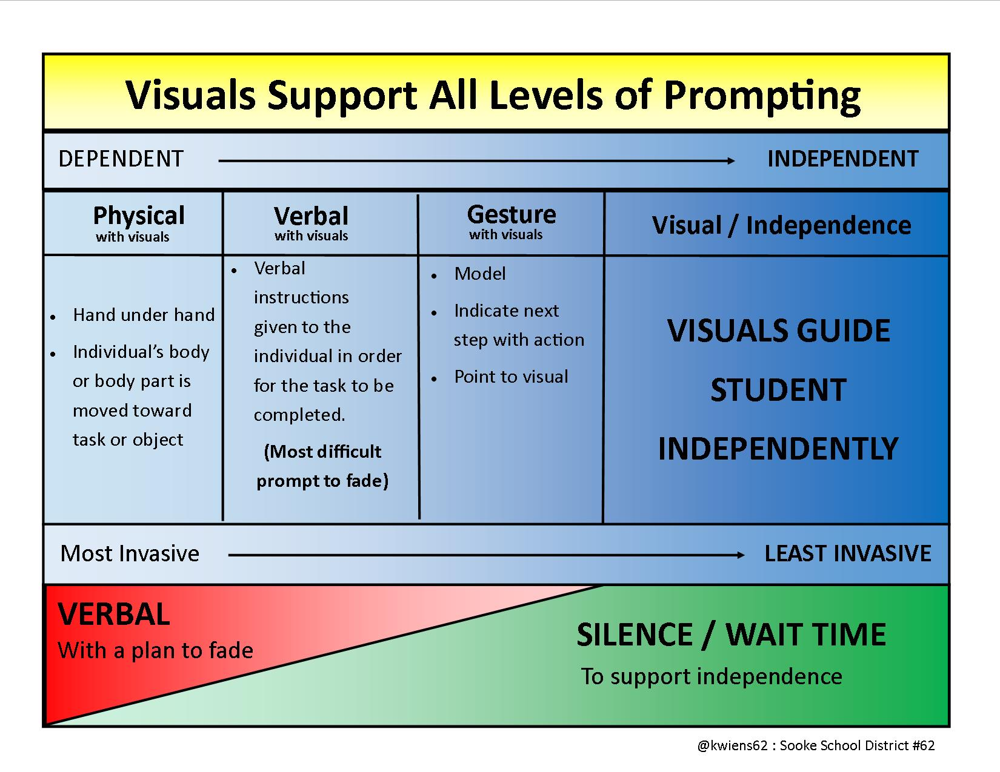 Visuals Support All Levels of Prompting
DEPENDENT
INDEPENDENT
Physical
with visuals
Verbal
with visuals
Gesture
with visuals
Visual / Independence
• Hand under hand
• Individual’s body
or body part is
moved toward
task or object
• Verbal
instructions
given to the
individual in order
for the task to be
completed.
(Most difficult
prompt to fade)
• Model
• Indicate next
step with action
• Point to visual
VISUALS GUIDE
STUDENT
INDEPENDENTLY
Most Invasive
LEAST INVASIVE
VERBAL
With a plan to fade
SILENCE / WAIT TIME
To support independence
@kwiens62 : Sooke School District #62